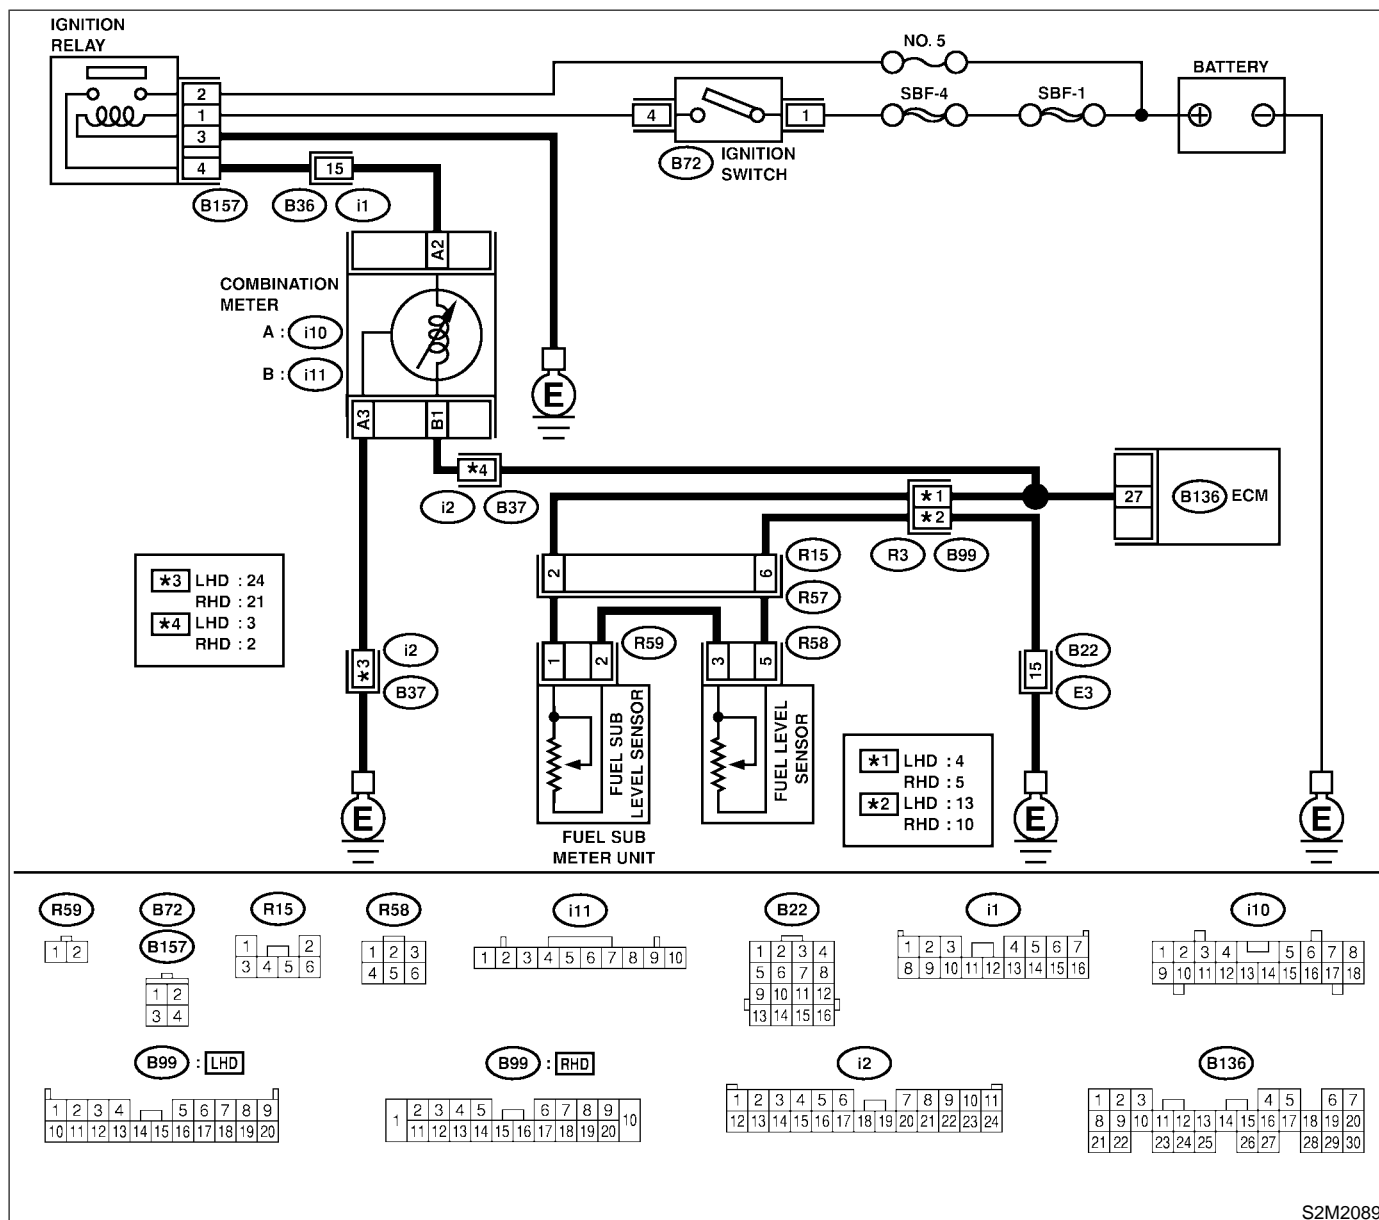 IGNITION
RELAY
NO. 5
BATTERY
SBF-4
SBF-1
2
1
3
4
4
1
B72
IGNITION
SWITCH
15
B157
B36
i1
A2
COMBINATION
METER
A : i10
B : i11
E
A3
B1
*4
i2
B37
*1
*2
27
B136
ECM
R3
B99
R15
2
6
R57
*3 LHD : 24
RHD : 21
*4 LHD : 3
RHD : 2
R59
R58
1
2
3
5
i2
*3
B37
B22
15
E3
FUEL SUB
LEVEL SENSOR
FUEL LEVEL
SENSOR
*1 LHD : 4
RHD : 5
*2 LHD : 13
RHD : 10
E
E
E
FUEL SUB
METER UNIT
R59
1 2
B72
B157
1 2
3 4
R15
1 2
3 4 5 6
R58
1 2 3
4 5 6
i11
1 2 3 4 5 6 7 8 9 10
B22
1 2 3 4
5 6 7 8
9 10 11 12
13 14 15 16
i1
1 2 3 4 5 6 7
8 9 10 11 12 13 14 15 16
i10
1 2 3 4 5 6 7 8
9 10 11 12 13 14 15 16 17 18
B99 : LHD
1 2 3 4 5 6 7 8 9
10 11 12 13 14 15 16 17 18 19 20
B99 : RHD
1 2 3 4 5 6 7 8 9 10
11 12 13 14 15 16 17 18 19 20
i2
1 2 3 4 5 6 7 8 9 10 11
12 13 14 15 16 17 18 19 20 21 22 23 24
B136
1 2 3 4 5 6 7
8 9 10 11 12 13 14 15 16 17 18 19 20
21 22 23 24 25 26 27 28 29 30
S2M2089